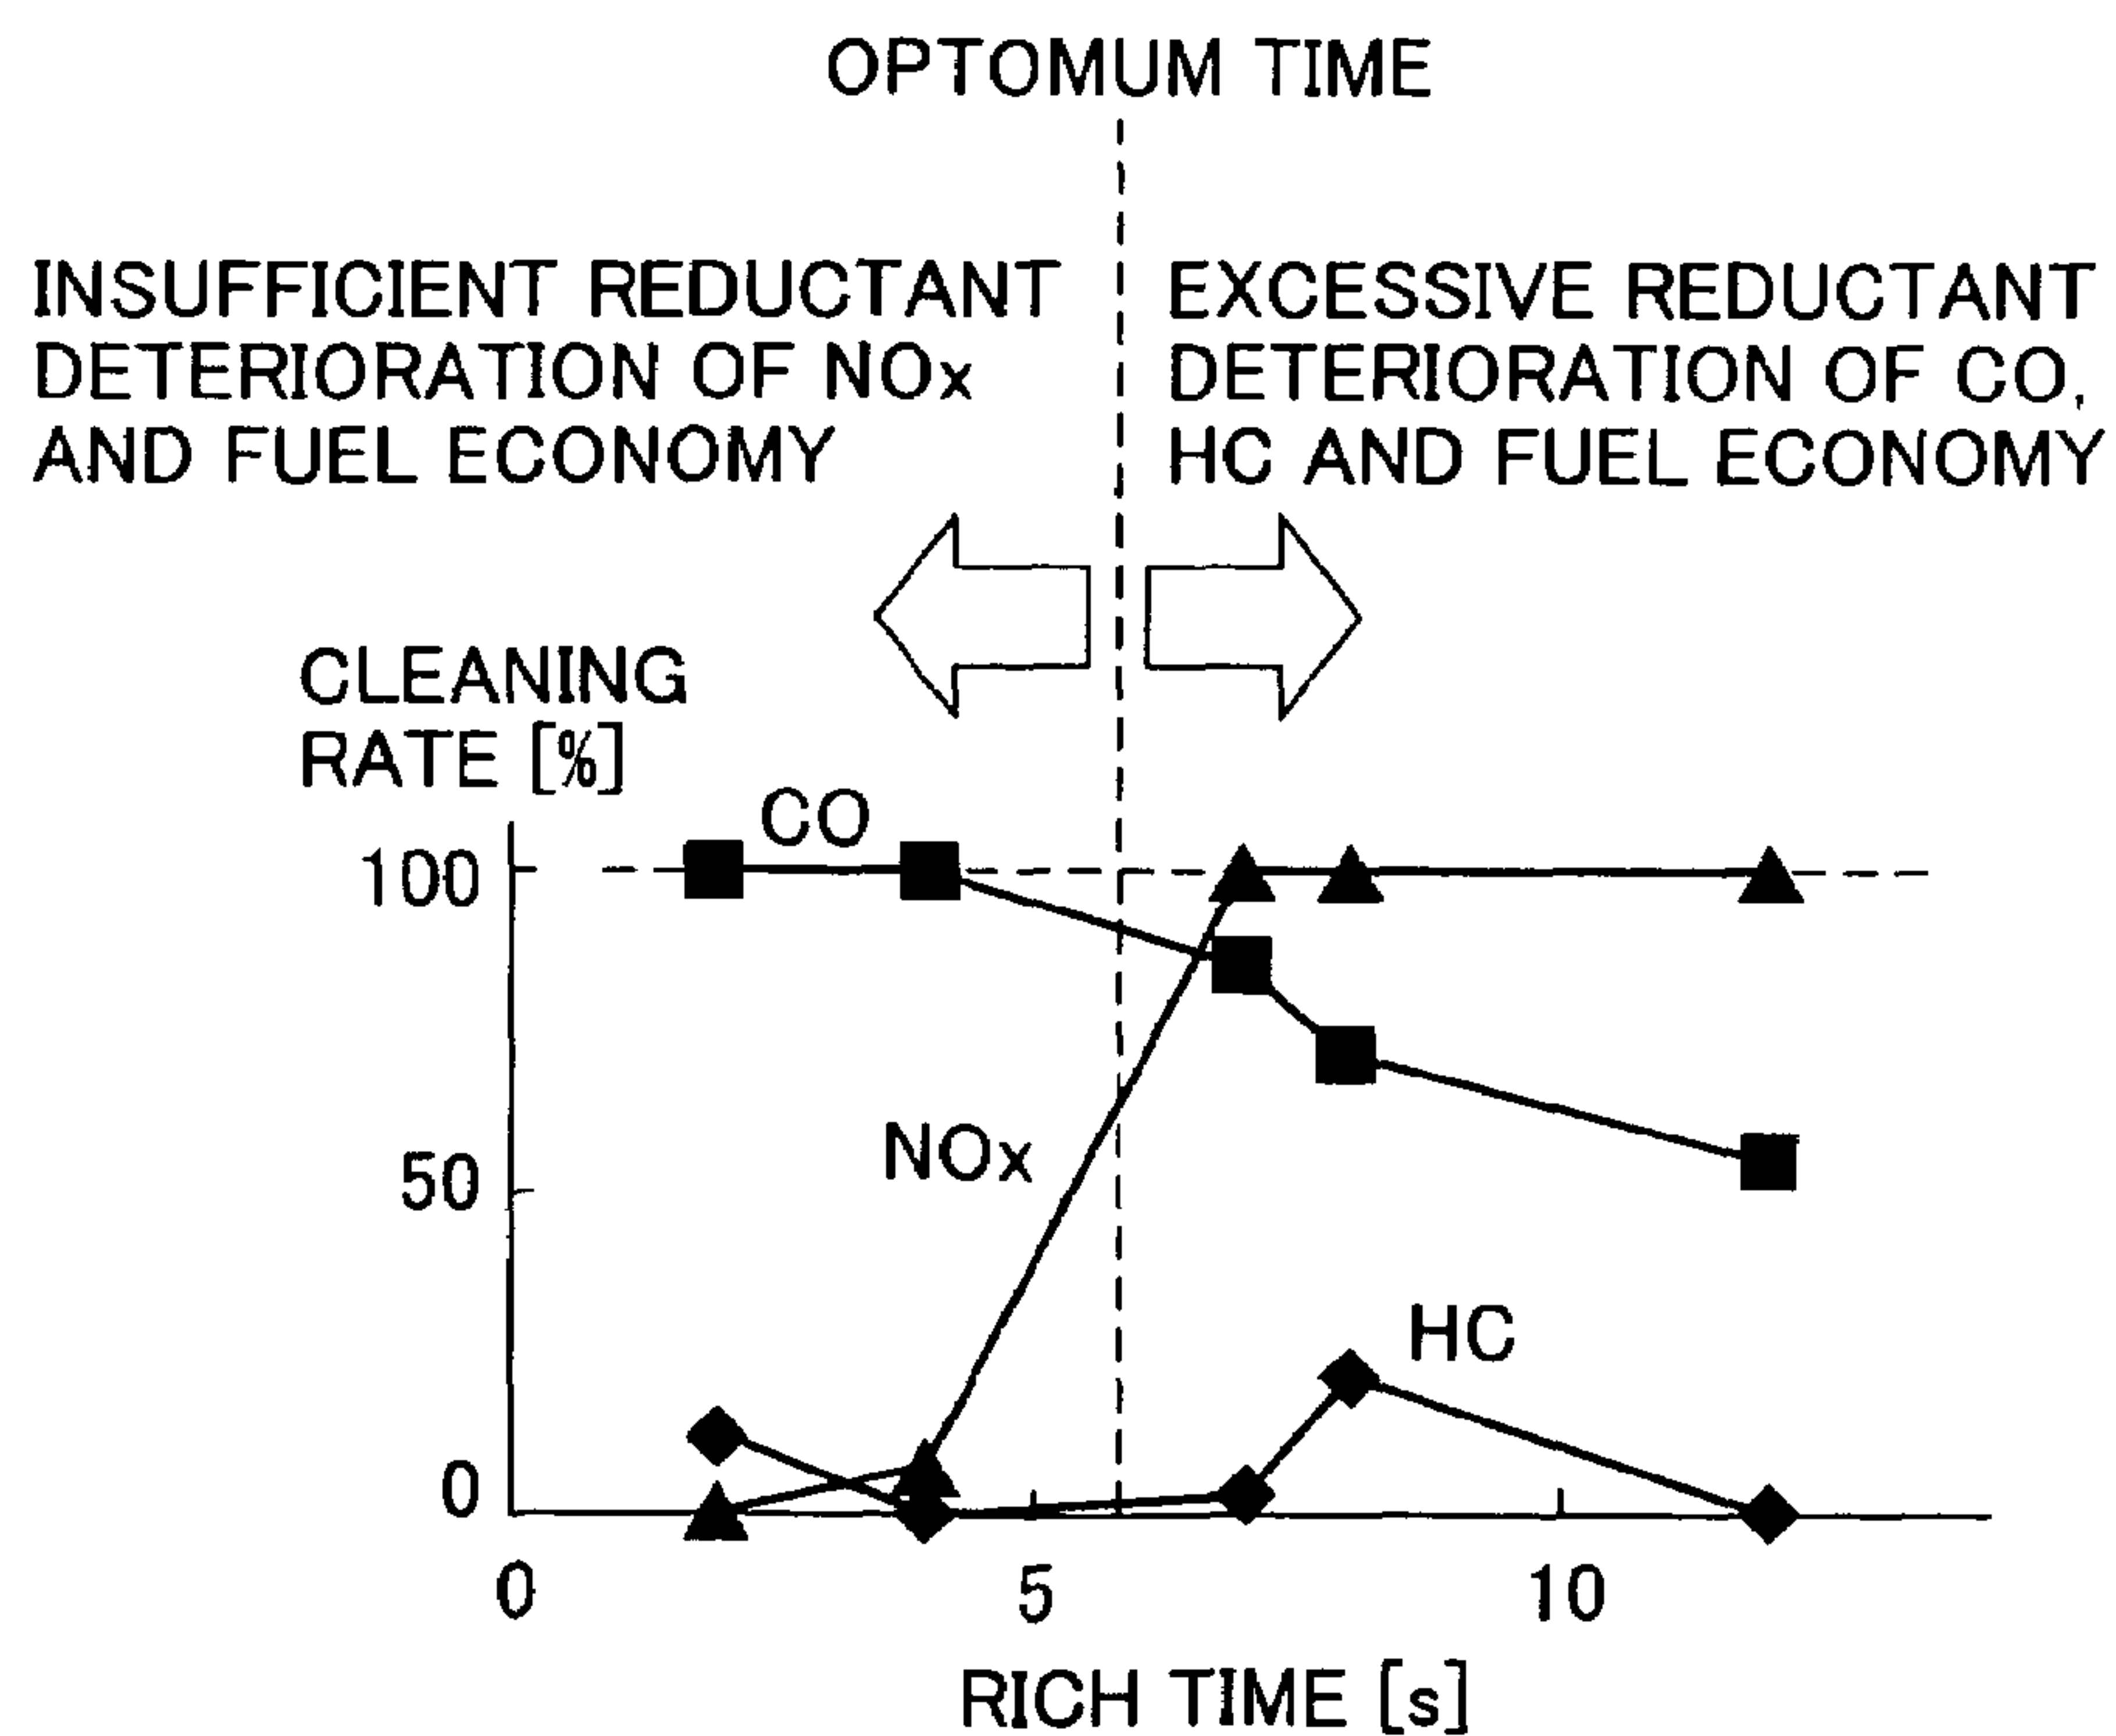 OPTOMUM TIME
INSUFFICIENT REDUCTANT
DETERIORATION OF NOx
AND FUEL ECONOMY
EXCESSIVE REDUCTANT
DETERIORATION OF CO,
HC AND FUEL ECONOMY
CLEANING
RATE [%]
CO
100
NOx
50
HC
0
0 5 10
RICH TIME [s]